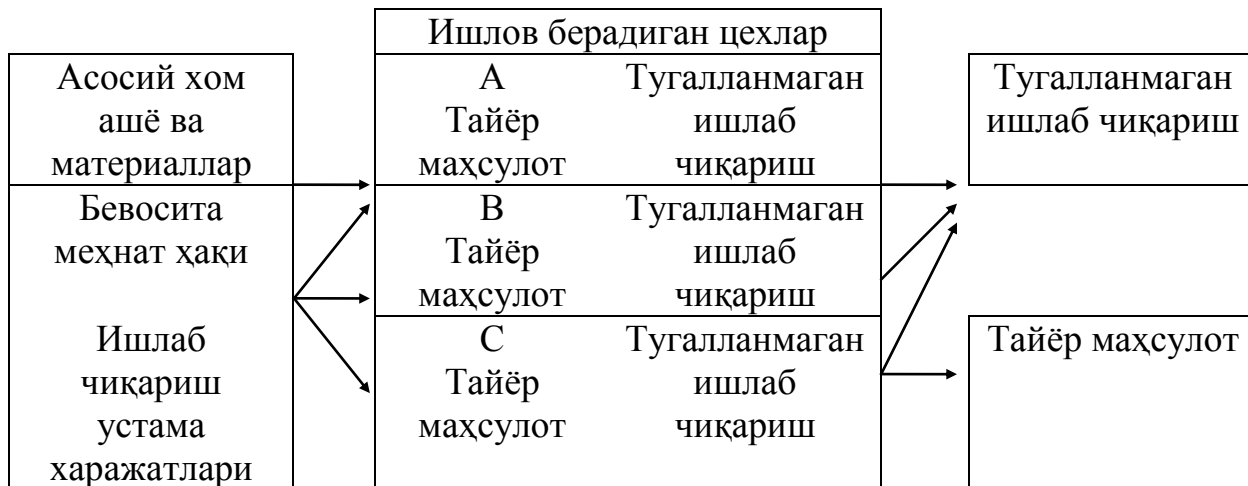 Ишлов берадиган цехлар
Асосий хом
ашё ва
материаллар
Бевосита
меҳнат ҳақи
Ишлаб
чиқариш
устама
харажатлари
A Тугалланмаган
Тайёр ишлаб
маҳсулот чиқариш
B Тугалланмаган
Тайёр ишлаб
маҳсулот чиқариш
C Тугалланмаган
Тайёр ишлаб
маҳсулот чиқариш
Тугалланмаган
ишлаб чиқариш
Тайёр маҳсулот